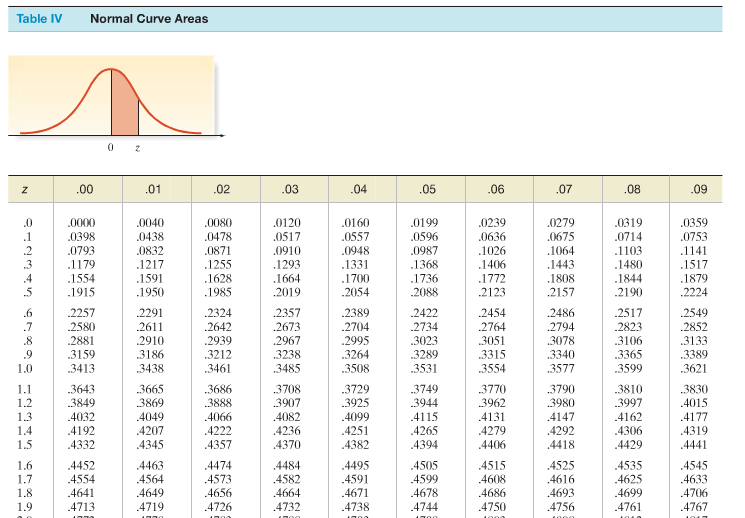 Table IV Normal Curve Areas
0 z
z .00 .01 .02 .03 .04 .05 .06 .07 .08 .09
.0 .0000 .0040 .0080 .0120 .0160 .0199 .0239 .0279 .0319 .0359
.1 .0398 .0438 .0478 .0517 .0557 .0596 .0636 .0675 .0714 .0753
.2 .0793 .0832 .0871 .0910 .0948 .0987 .1026 .1064 .1103 .1141
.3 .1179 .1217 .1255 .1293 .1331 .1368 .1406 .1443 .1480 .1517
.4 .1554 .1591 .1628 .1664 .1700 .1736 .1772 .1808 .1844 .1879
.5 .1915 .1950 .1985 .2019 .2054 .2088 .2123 .2157 .2190 .2224
.6 .2257 .2291 .2324 .2357 .2389 .2422 .2454 .2486 .2517 .2549
.7 .2580 .2611 .2642 .2673 .2704 .2734 .2764 .2794 .2823 .2852
.8 .2881 .2910 .2939 .2967 .2995 .3023 .3051 .3078 .3106 .3133
.9 .3159 .3186 .3212 .3238 .3264 .3289 .3315 .3340 .3365 .3389
1.0 .3413 .3438 .3461 .3485 .3508 .3531 .3554 .3577 .3599 .3621
1.1 .3643 .3665 .3686 .3708 .3729 .3749 .3770 .3790 .3810 .3830
1.2 .3849 .3869 .3888 .3907 .3925 .3944 .3962 .3980 .3997 .4015
1.3 .4032 .4049 .4066 .4082 .4099 .4115 .4131 .4147 .4162 .4177
1.4 .4192 .4207 .4222 .4236 .4251 .4265 .4279 .4292 .4306 .4319
1.5 .4332 .4345 .4357 .4370 .4382 .4394 .4406 .4418 .4429 .4441
1.6 .4452 .4463 .4474 .4484 .4495 .4505 .4515 .4525 .4535 .4545
1.7 .4554 .4564 .4573 .4582 .4591 .4599 .4608 .4616 .4625 .4633
1.8 .4641 .4649 .4656 .4664 .4671 .4678 .4686 .4693 .4699 .4706
1.9 .4713 .4719 .4726 .4732 .4738 .4744 .4750 .4756 .4761 .4767